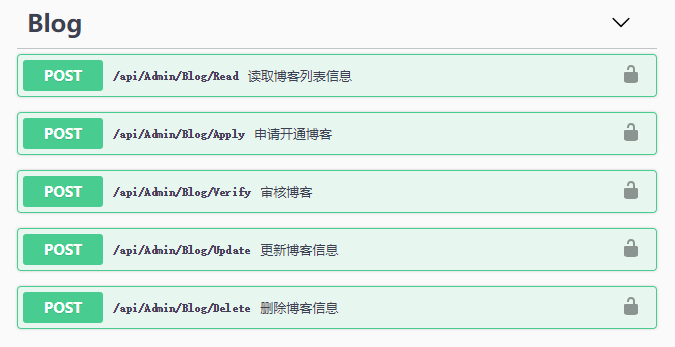 Blog
POST /api/Admin/Blog/Read 读取博客列表信息
POST /api/Admin/Blog/Apply 申请开通博客
POST /api/Admin/Blog/Verify 审核博客
POST /api/Admin/Blog/Update 更新博客信息
POST /api/Admin/Blog/Delete 删除博客信息